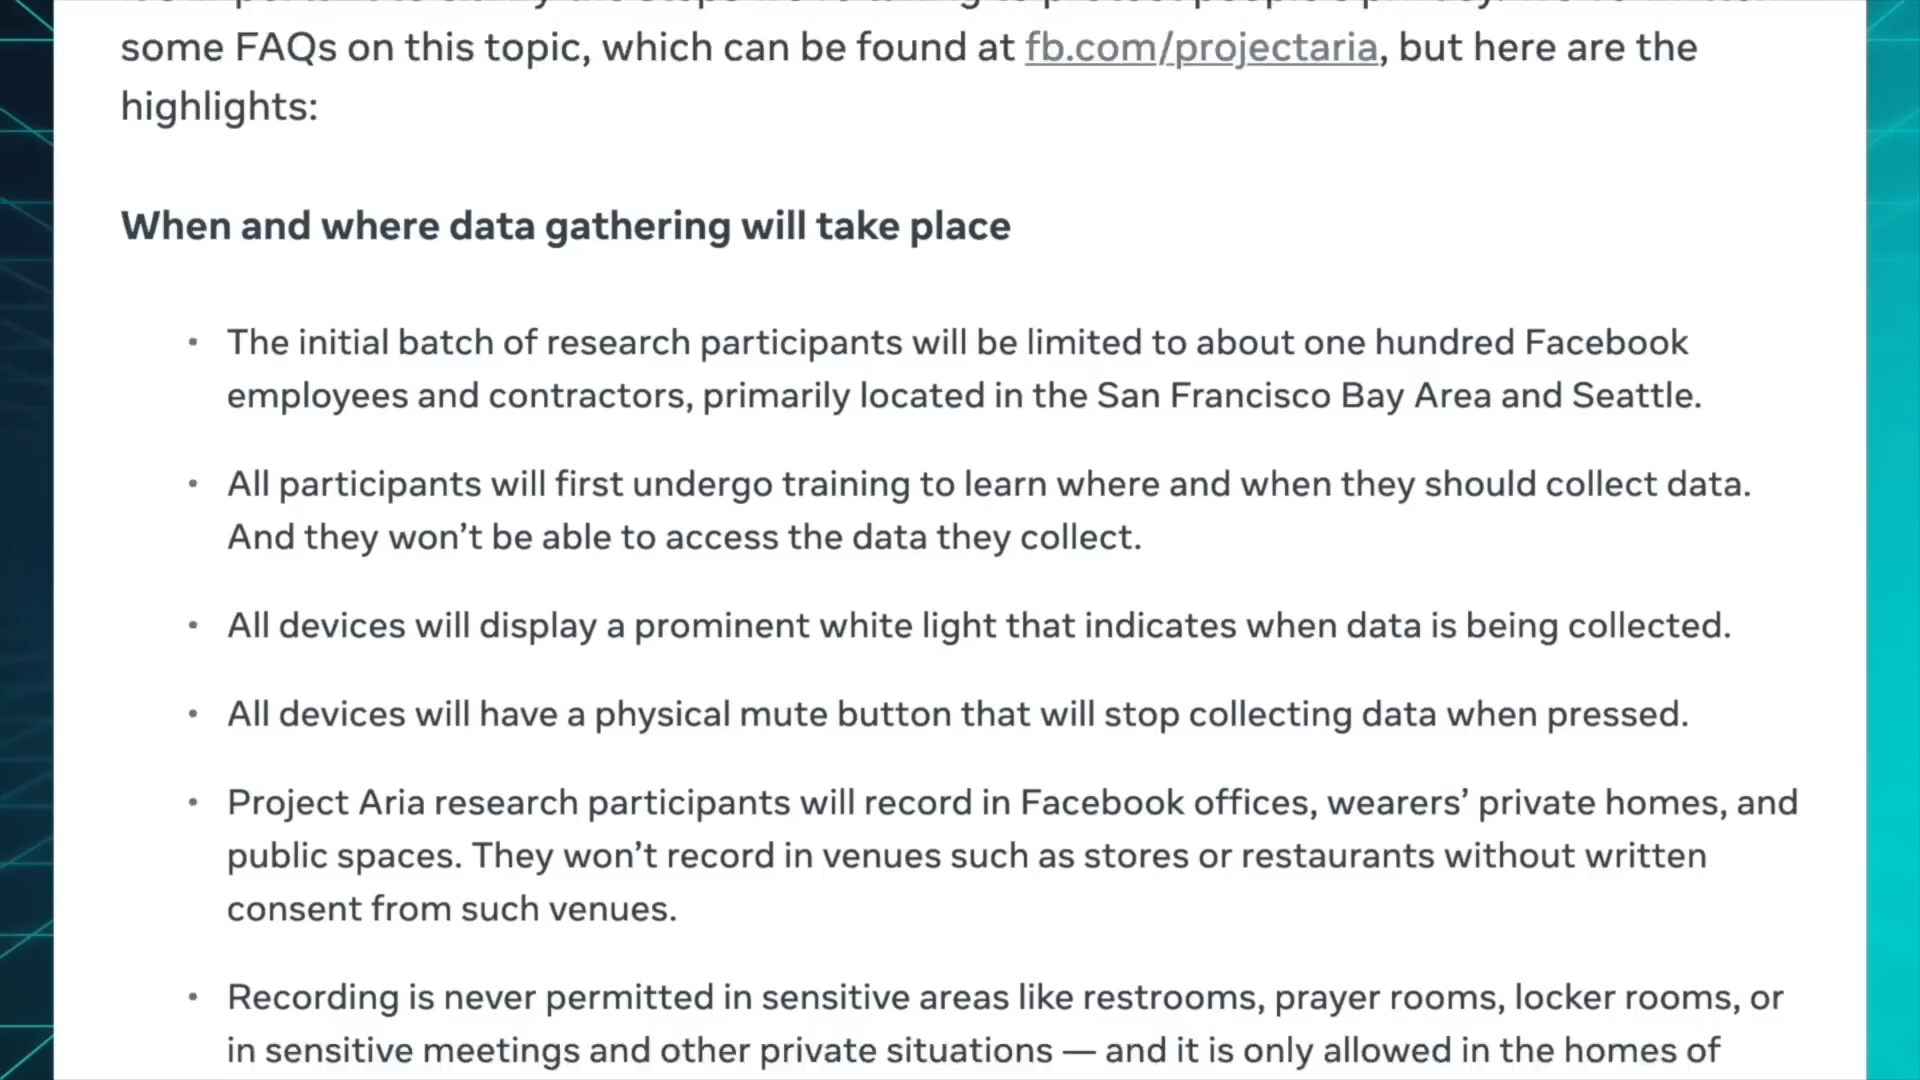 some FAQs on this topic, which can be found at fb.com/projectaria, but here are the
highlights:
When and where data gathering will take place
• The initial batch of research participants will be limited to about one hundred Facebook
employees and contractors, primarily located in the San Francisco Bay Area and Seattle.
• All participants will first undergo training to learn where and when they should collect data.
And they won’t be able to access the data they collect.
• All devices will display a prominent white light that indicates when data is being collected.
• All devices will have a physical mute button that will stop collecting data when pressed.
• Project Aria research participants will record in Facebook offices, wearers’ private homes, and
public spaces. They won’t record in venues such as stores or restaurants without written
consent from such venues.
• Recording is never permitted in sensitive areas like restrooms, prayer rooms, locker rooms, or
in sensitive meetings and other private situations — and it is only allowed in the homes of